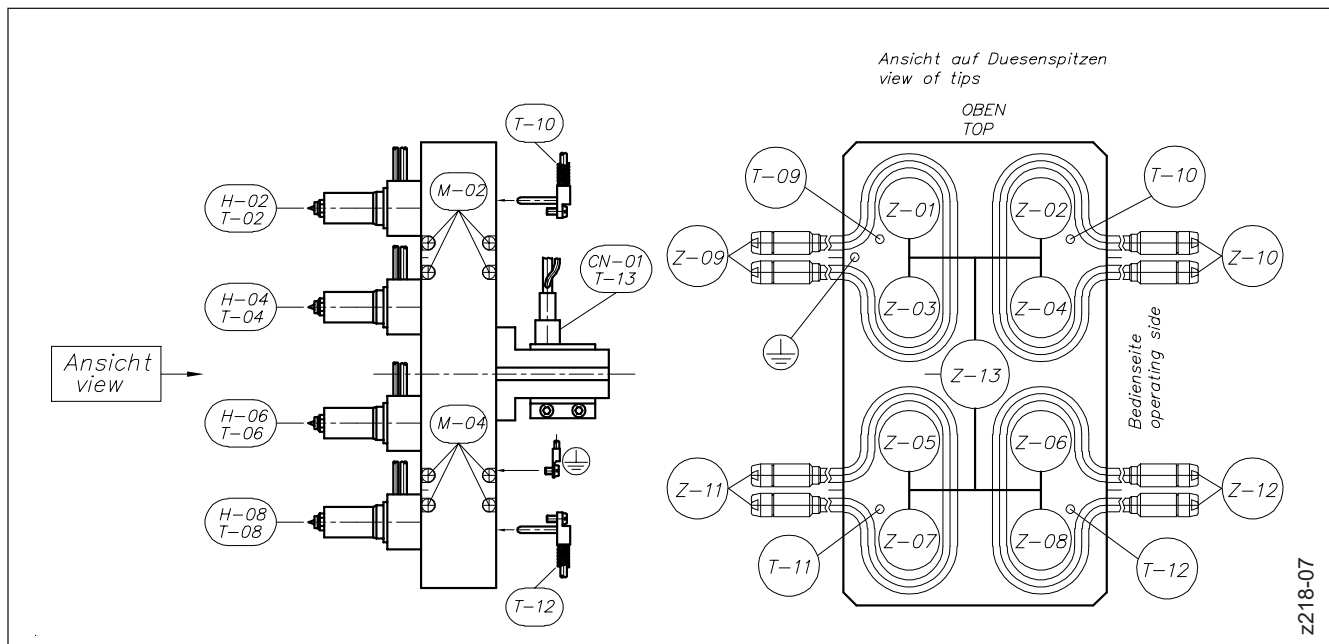 Ansicht auf Duesenspitzen
view of tips
OBEN
TOP
T-10
H-02
T-02
M-02
CN-01
T-13
H-04
T-04
Ansicht
view
H-06
T-06
M-04
H-08
T-08
T-12
T-09
T-10
Z-01
Z-02
Z-09
Z-10
Z-03
Z-04
Z-13
Bedienseite
operating side
Z-05
Z-06
Z-11
Z-12
Z-07
Z-08
T-11
T-12
z218-07